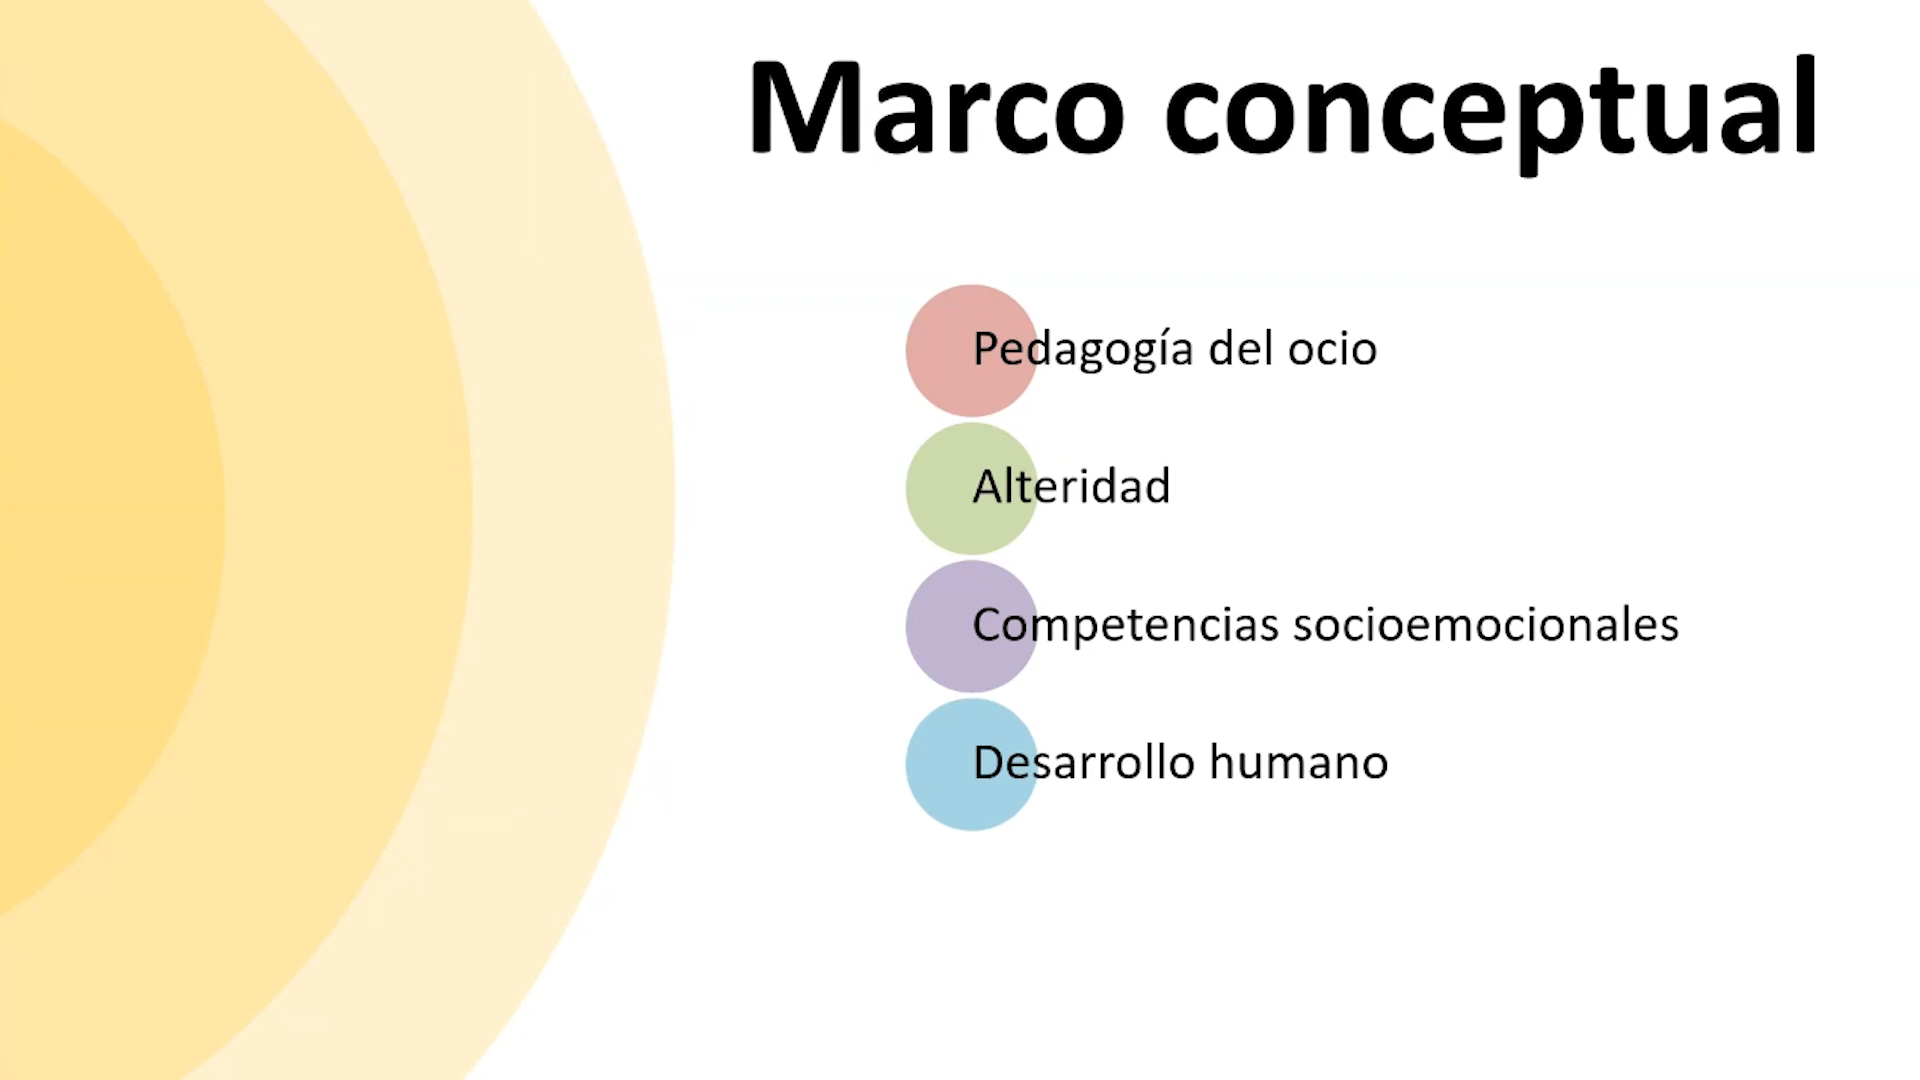 Marco conceptual
Pedagogía del ocio
Alteridad
Competencias socioemocionales
Desarrollo humano